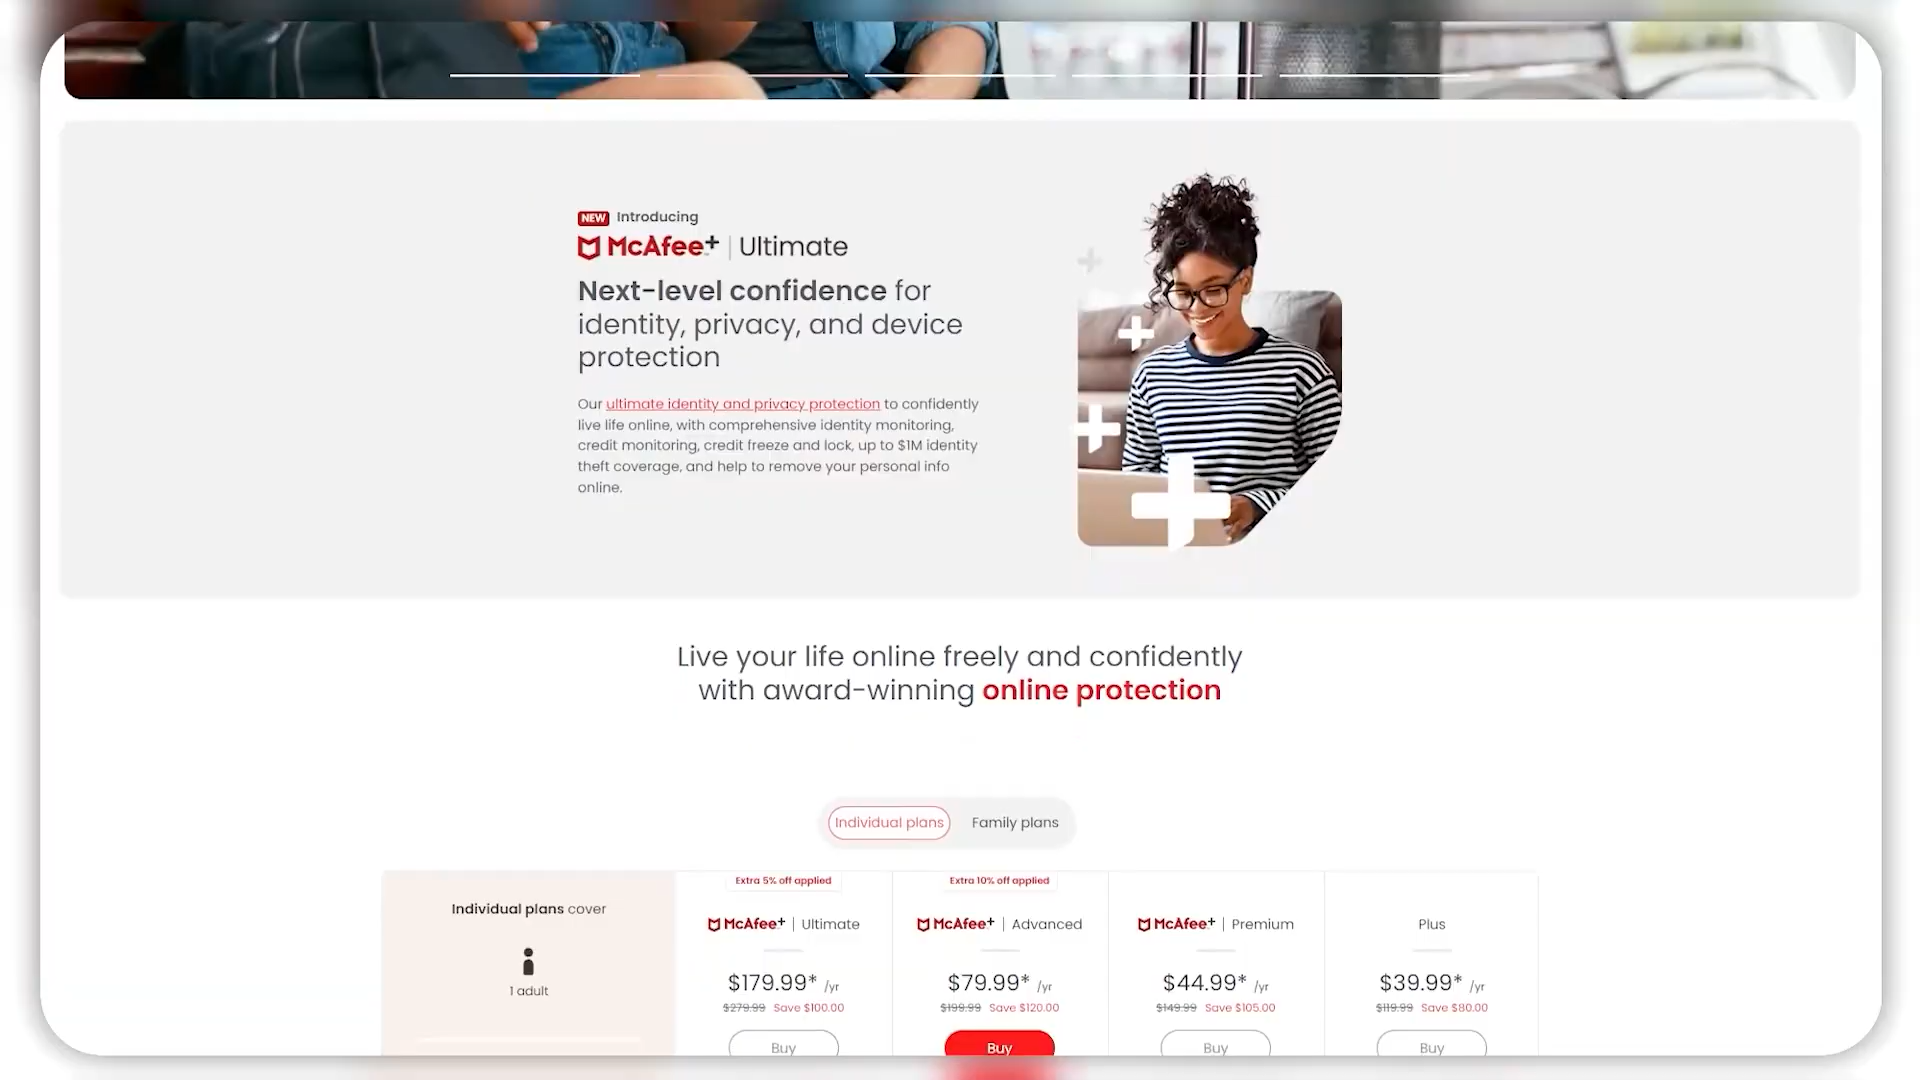 NEW Introducing
McAfee+ | Ultimate
Next-level confidence for
identity, privacy, and device
protection
Our ultimate identity and privacy protection to confidently
live life online, with comprehensive identity monitoring,
credit monitoring, credit freeze and lock, up to $1M identity
theft coverage, and help to remove your personal info
online.
Live your life online freely and confidently
with award-winning online protection
Individual plans Family plans
Extra 5% off applied Extra 10% off applied
Individual plans cover
McAfee+ | Ultimate McAfee+ | Advanced McAfee+ | Premium Plus
1 adult
$179.99* /yr $79.99* /yr $44.99* /yr $39.99* /yr
$279.99 Save $100.00 $199.99 Save $120.00 $149.99 Save $105.00 $119.99 Save $80.00
Buy Buy Buy Buy